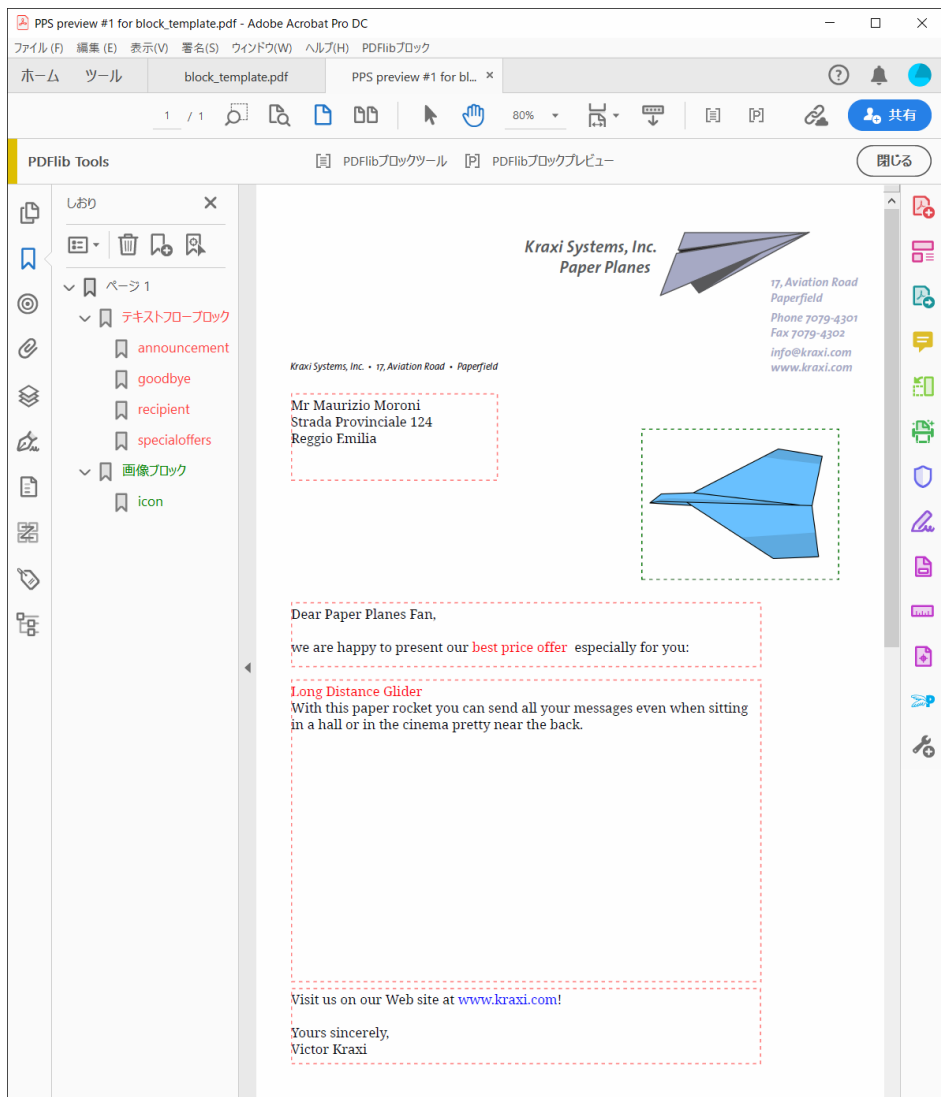 PPS preview #1 for block_template.pdf - Adobe Acrobat Pro DC
ファイル (F) 編集 (E) 表示(V) 署名(S) ウィンドウ(W) ヘルプ(H) PDFlibブロック
ホーム ツール block_template.pdf PPS preview #1 for bl... ×
1 / 1 80% 共有
PDFlib Tools PDFlibブロックツール [P] PDFlibブロックプレビュー 閉じる
しおり
ページ 1
テキストフローブロック
announcement
goodbye
recipient
specialoffers
画像ブロック
icon
Kraxi Systems, Inc.
Paper Planes
17, Aviation Road
Paperfield
Phone 7079-4301
Fax 7079-4302
info@kraxi.com
www.kraxi.com
Kraxi Systems, Inc. • 17, Aviation Road • Paperfield
Mr Maurizio Moroni
Strada Provinciale 124
Reggio Emilia
Dear Paper Planes Fan,
we are happy to present our best price offer especially for you:
Long Distance Glider
With this paper rocket you can send all your messages even when sitting
in a hall or in the cinema pretty near the back.
Visit us on our Web site at www.kraxi.com!
Yours sincerely,
Victor Kraxi